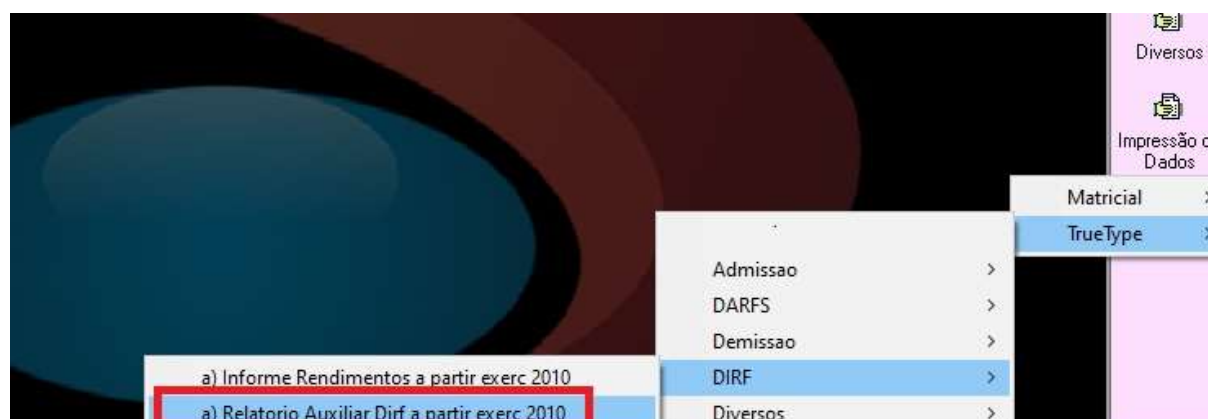 Diversos
Impressão
Dados
Matricial
TrueType
Admissao
DARFS
Demissao
DIRF
Diversos
a) Informe Rendimentos a partir exerc 2010
a) Relatorio Auxiliar Dirf a partir exerc 2010